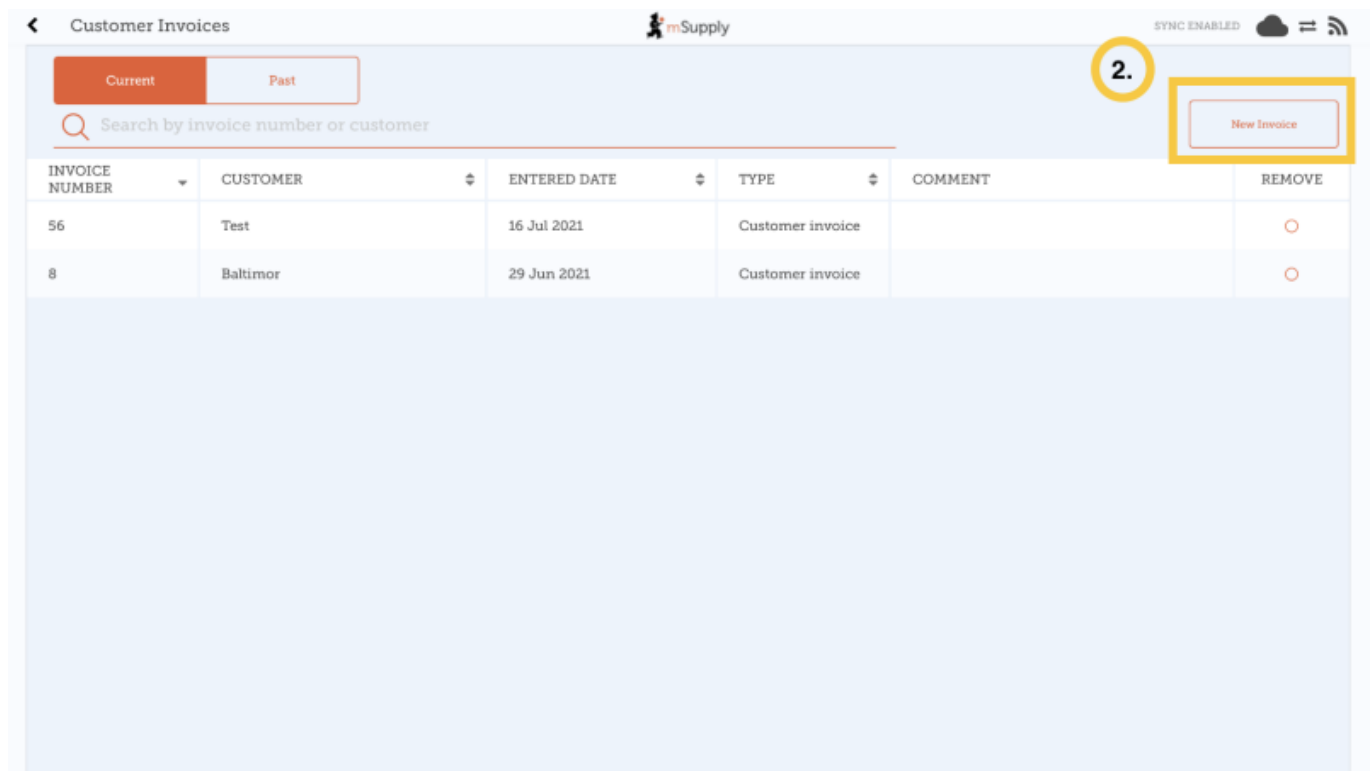 Customer Invoices
mSupply
SYNC ENABLED
2.
Current
Past
Search by invoice number or customer
New Invoice
INVOICE NUMBER CUSTOMER ENTERED DATE TYPE COMMENT REMOVE
56 Test 16 Jul 2021 Customer invoice
8 Baltimor 29 Jun 2021 Customer invoice